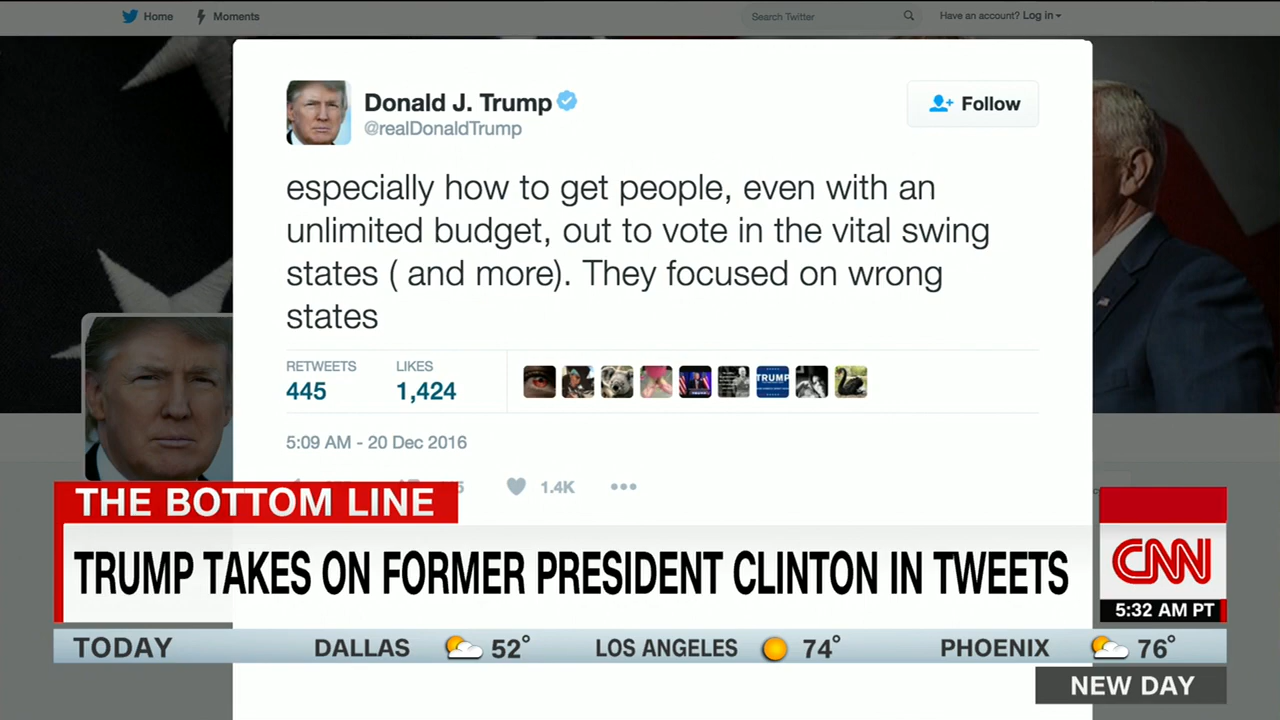 Home
Moments
Search Twitter
Have an account? Log in
Donald J. Trump
@realDonaldTrump
Follow
especially how to get people, even with an
unlimited budget, out to vote in the vital swing
states ( and more). They focused on wrong
states
RETWEETS
LIKES
445
1,424
TRUMP
5:09 AM - 20 Dec 2016
1.4K
THE BOTTOM LINE
TRUMP TAKES ON FORMER PRESIDENT CLINTON IN TWEETS
CNN
5:32 AM PT
TODAY
DALLAS
52°
LOS ANGELES
74°
PHOENIX
76°
NEW DAY